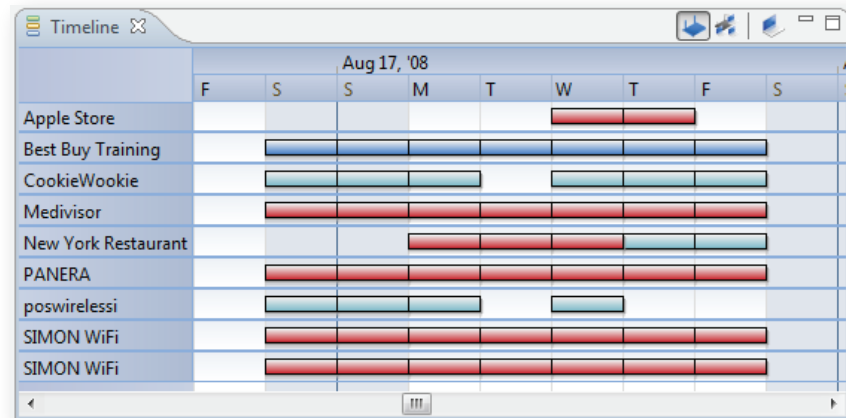 Timeline
Aug 17, '08
F S S M T W T F S
Apple Store
Best Buy Training
CookieWookie
Medivisor
New York Restaurant
PANERA
poswirelessi
SIMON WiFi
SIMON WiFi